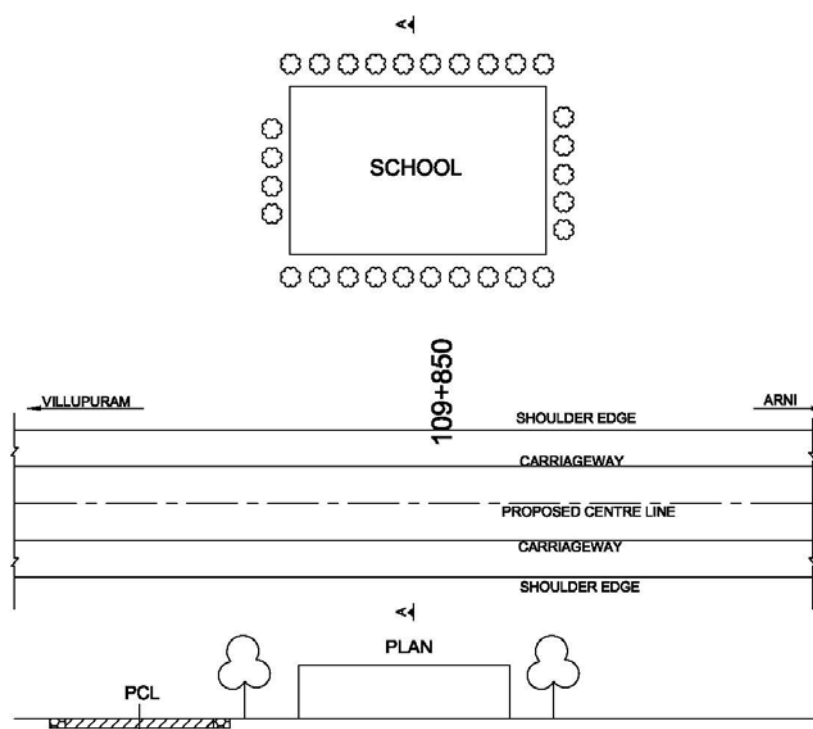 A
SCHOOL
109+850
VILLUPURAM
ARNI
SHOULDER EDGE
CARRIAGEWAY
PROPOSED CENTRE LINE
CARRIAGEWAY
SHOULDER EDGE
A
PLAN
PCL